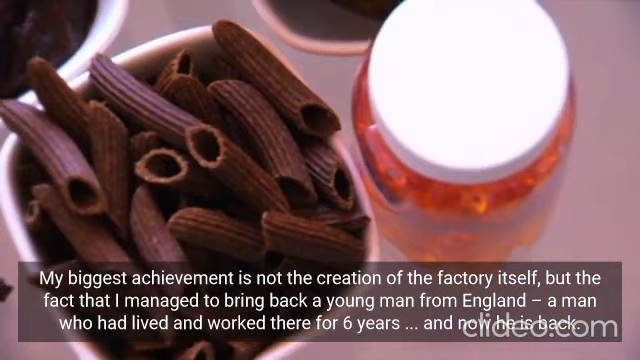 My biggest achievement is not the creation of the factory itself, but the
fact that I managed to bring back a young man from England – a man
who had lived and worked there for 6 years ... and now he is back.
clideo.com